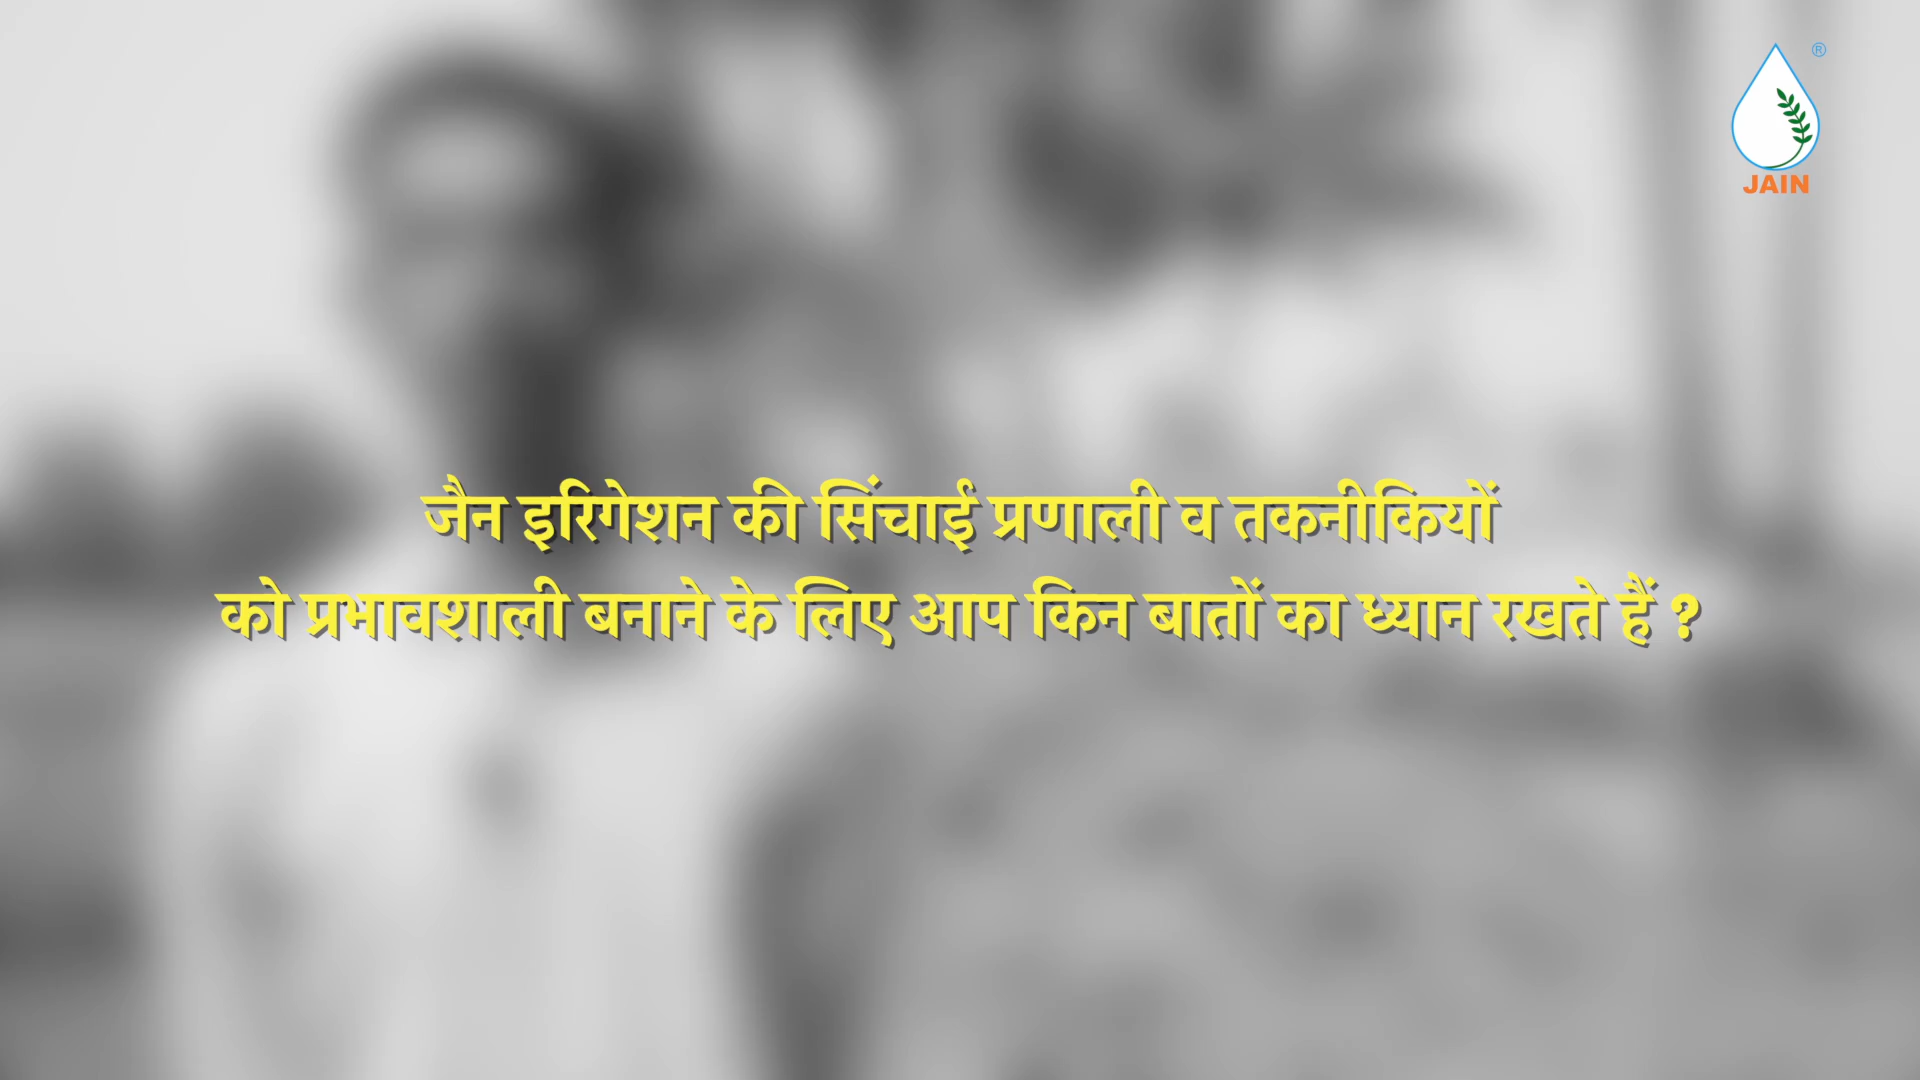 ®
JAIN
जैन इरिगेशन की सिंचाई प्रणाली व तकनीकियों
को प्रभावशाली बनाने के लिए आप किन बातों का ध्यान रखते हैं ?